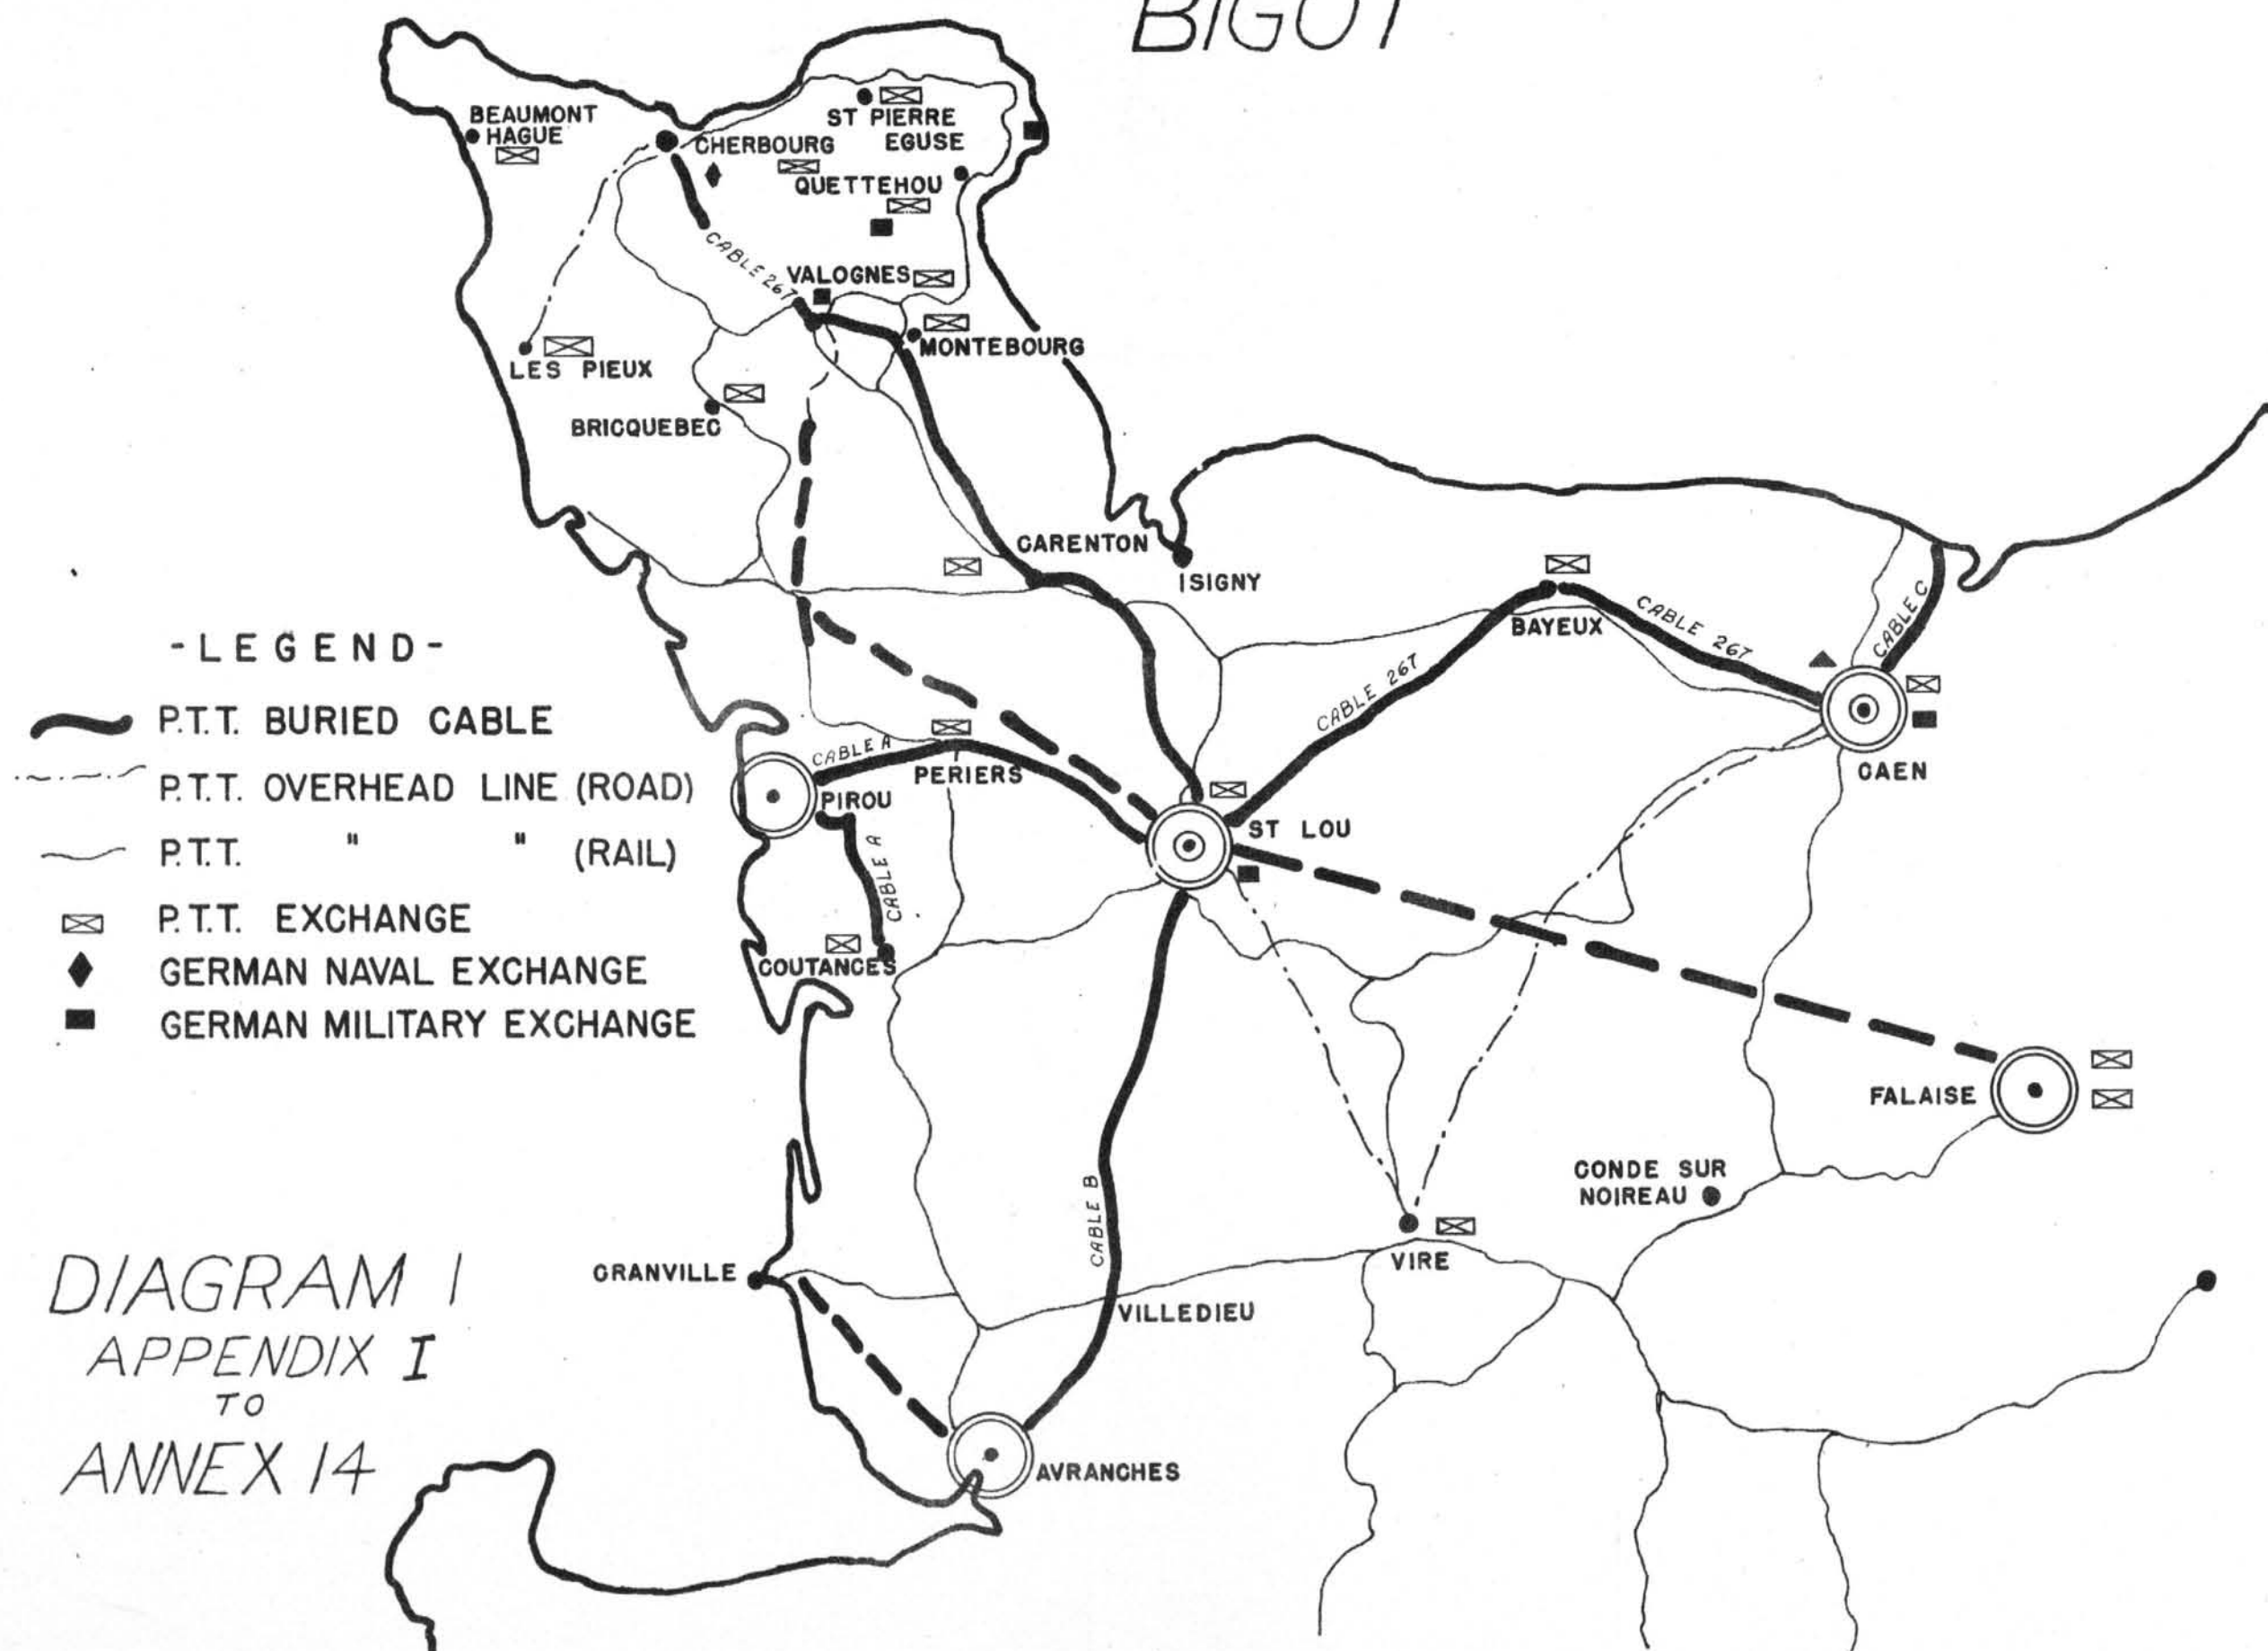 BIGOT
BEAUMONT
HAGUE
ST PIERRE
EGUSE
CHERBOURG
QUETTEHOU
CABLE 267
VALOGNES
MONTEBOURG
LES PIEUX
BRICQUEBEC
CARENTON
ISIGNY
BAYEUX
CABLE 267
CABLE 267
CABLE C
CAEN
CABLE A
PERIERS
PIROU
ST LOU
CABLE A
COUTANCES
FALAISE
CONDE SUR
NOIREAU
CABLE B
VIRE
GRANVILLE
VILLEDIEU
AVRANCHES
-LEGEND-
P.T.T. BURIED CABLE
P.T.T. OVERHEAD LINE (ROAD)
P.T.T. " " (RAIL)
P.T.T. EXCHANGE
GERMAN NAVAL EXCHANGE
GERMAN MILITARY EXCHANGE
DIAGRAM I
APPENDIX I
TO
ANNEX 14